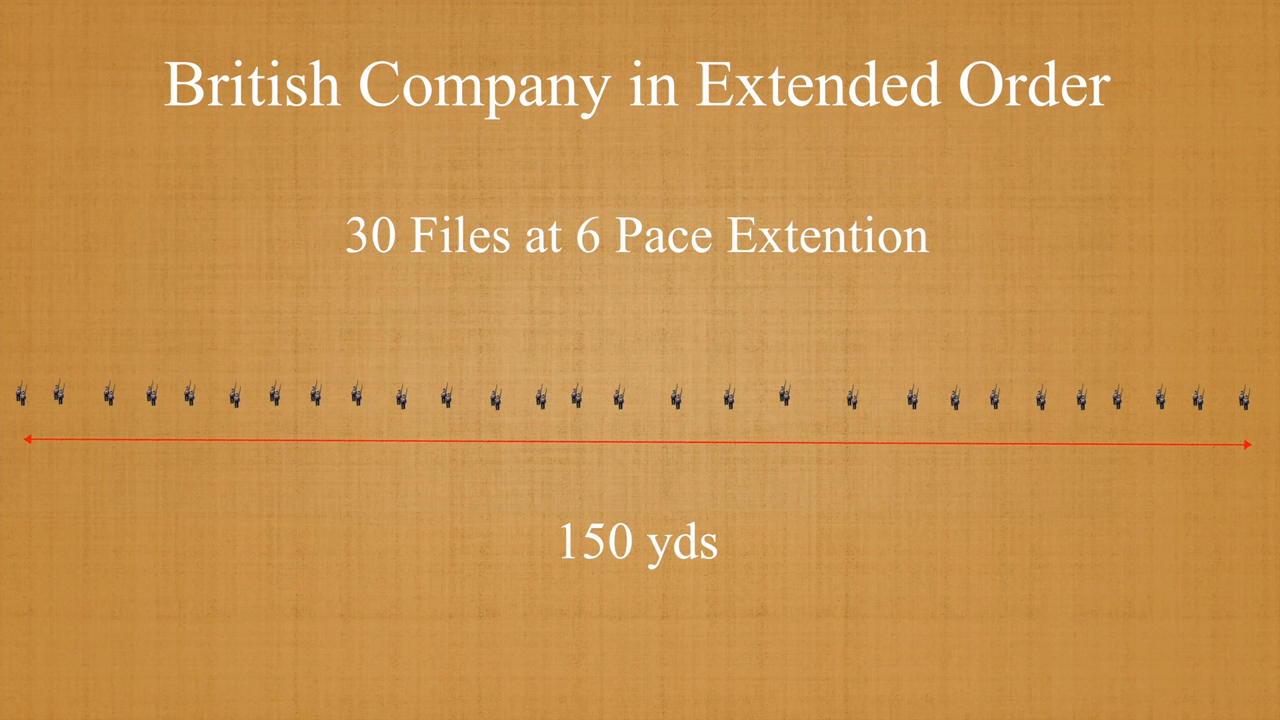 British Company in Extended Order
30 Files at 6 Pace Extention
150 yds